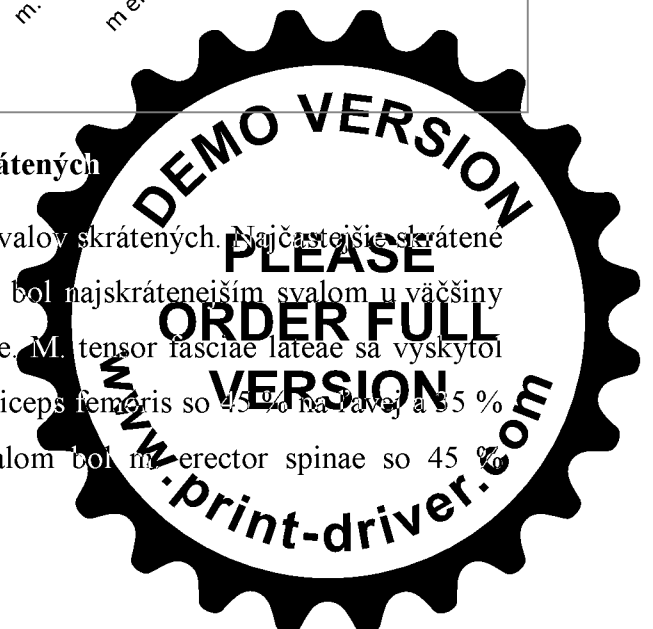 m.
m
átených
valov skrátených. Najčastejšie skrátené
bol najskrátenejším svalom u väčšiny
e. M. tensor fasciae lateae sa vyskytol
iceps femoris so 45 % na ľavej a 35 %
alom bol m. erector spinae so 45 %
DEMO VERSION
PLEASE
ORDER FULL
VERSION
www.print-driver.com